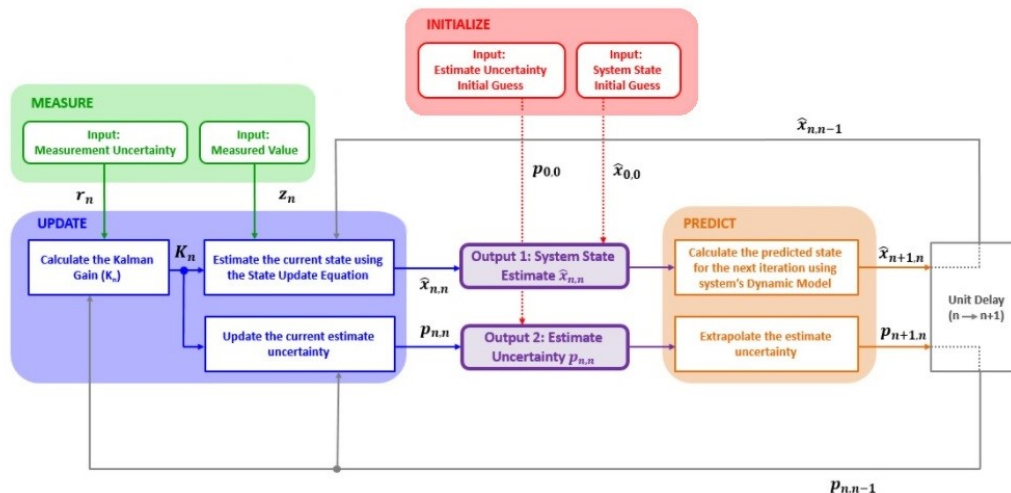 INITIALIZE
Input:
Estimate Uncertainty
Initial Guess
Input:
System State
Initial Guess
MEASURE
Input:
Measurement Uncertainty
Input:
Measured Value
x̂n,n−1
p0,0
x̂0,0
rn
zn
UPDATE
PREDICT
Calculate the Kalman
Gain (Kn)
Kn
Estimate the current state using
the State Update Equation
x̂n,n
Output 1: System State
Estimate x̂n,n
Calculate the predicted state
for the next iteration using
system's Dynamic Model
x̂n+1,n
Unit Delay
(n → n+1)
Update the current estimate
uncertainty
pn,n
Output 2: Estimate
Uncertainty pn,n
Extrapolate the estimate
uncertainty
pn+1,n
pn,n−1